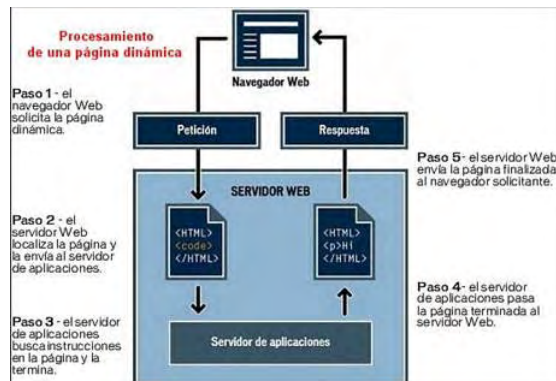 Procesamiento
de una página dinámica
Navegador Web
Paso 1 - el
navegador Web
solicita la página
dinámica.
Petición
Respuesta
Paso 5 - el servidor Web
envía la página finalizada
al navegador solicitante.
SERVIDOR WEB
Paso 2 - el
servidor Web
localiza la página y
la envía al servidor
de aplicaciones.
<HTML>
<code>
</HTML>
<HTML>
<p>Hi
</HTML>
Paso 4 - el servidor
de aplicaciones pasa
la página terminada al
servidor Web.
Paso 3 - el servidor
de aplicaciones
busca instrucciones
en la página y la
termina.
Servidor de aplicaciones